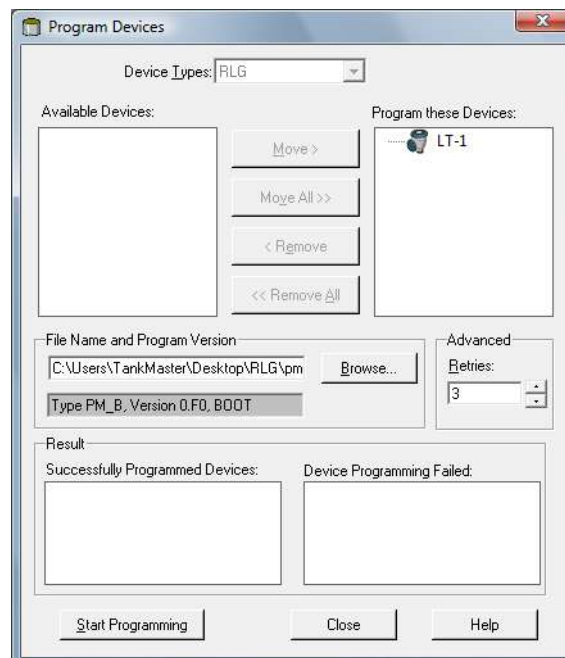 Program Devices
Device Types: RLG
Available Devices:
Program these Devices:
LT-1
Move >
Move All >>
< Remove
<< Remove All
File Name and Program Version
C:\Users\TankMaster\Desktop\RLG\pm
Browse...
Type PM_B, Version 0.F0, BOOT
Advanced
Retries:
3
Result
Successfully Programmed Devices:
Device Programming Failed:
Start Programming
Close
Help